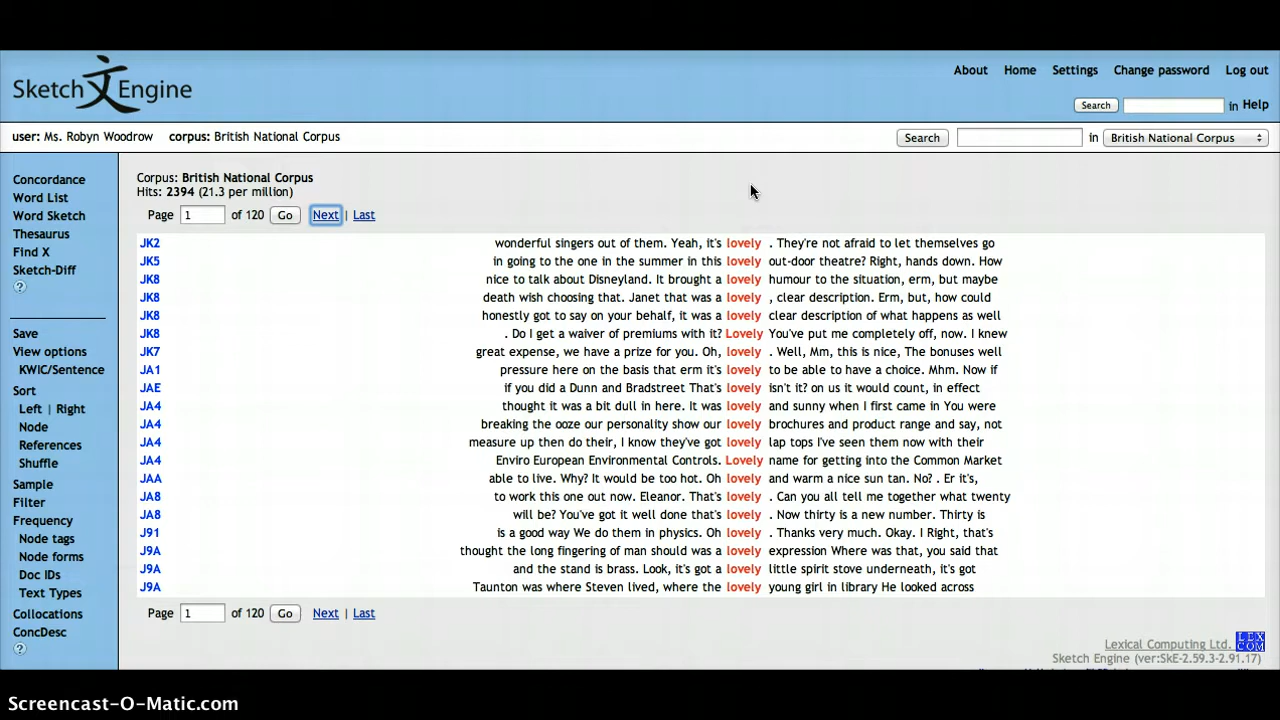 Sketch 文 Engine
About Home Settings Change password Log out
Search in Help
user: Ms. Robyn Woodrow corpus: British National Corpus
Search in British National Corpus
Concordance
Word List
Word Sketch
Thesaurus
Find X
Sketch-Diff
?
Save
View options
KWIC/Sentence
Sort
Left | Right
Node
References
Shuffle
Sample
Filter
Frequency
Node tags
Node forms
Doc IDs
Text Types
Collocations
ConcDesc
?
Corpus: British National Corpus
Hits: 2394 (21.3 per million)
Page 1 of 120 Go Next | Last
JK2 wonderful singers out of them. Yeah, it's lovely . They're not afraid to let themselves go
JK5 in going to the one in the summer in this lovely out-door theatre? Right, hands down. How
JK8 nice to talk about Disneyland. It brought a lovely humour to the situation, erm, but maybe
JK8 death wish choosing that. Janet that was a lovely , clear description. Erm, but, how could
JK8 honestly got to say on your behalf, it was a lovely clear description of what happens as well
JK8 . Do I get a waiver of premiums with it? Lovely You've put me completely off, now. I knew
JK7 great expense, we have a prize for you. Oh, lovely . Well, Mm, this is nice, The bonuses well
JA1 pressure here on the basis that erm it's lovely to be able to have a choice. Mhm. Now if
JAE if you did a Dunn and Bradstreet That's lovely isn't it? on us it would count, in effect
JA4 thought it was a bit dull in here. It was lovely and sunny when I first came in You were
JA4 breaking the ooze our personality show our lovely brochures and product range and say, not
JA4 measure up then do their, I know they've got lovely lap tops I've seen them now with their
JA4 Enviro European Environmental Controls. Lovely name for getting into the Common Market
JAA able to live. Why? It would be too hot. Oh lovely and warm a nice sun tan. No? . Er it's,
JA8 to work this one out now. Eleanor. That's lovely . Can you all tell me together what twenty
JA8 will be? You've got it well done that's lovely . Now thirty is a new number. Thirty is
J91 is a good way We do them in physics. Oh lovely . Thanks very much. Okay. I Right, that's
J9A thought the long fingering of man should was a lovely expression Where was that, you said that
J9A and the stand is brass. Look, it's got a lovely little spirit stove underneath, it's got
J9A Taunton was where Steven lived, where the lovely young girl in library He looked across
Page 1 of 120 Go Next | Last
Lexical Computing Ltd. LEX COM
Sketch Engine (ver:SkE-2.59.3-2.91.17)
Screencast-O-Matic.com